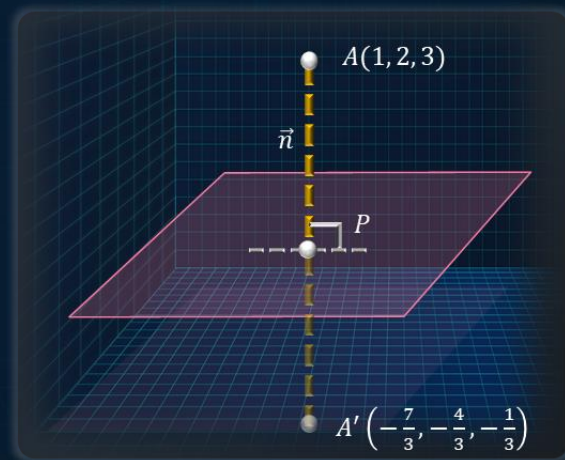 A(1, 2, 3)
n⃗
P
A′(−7/3, −4/3, −1/3)